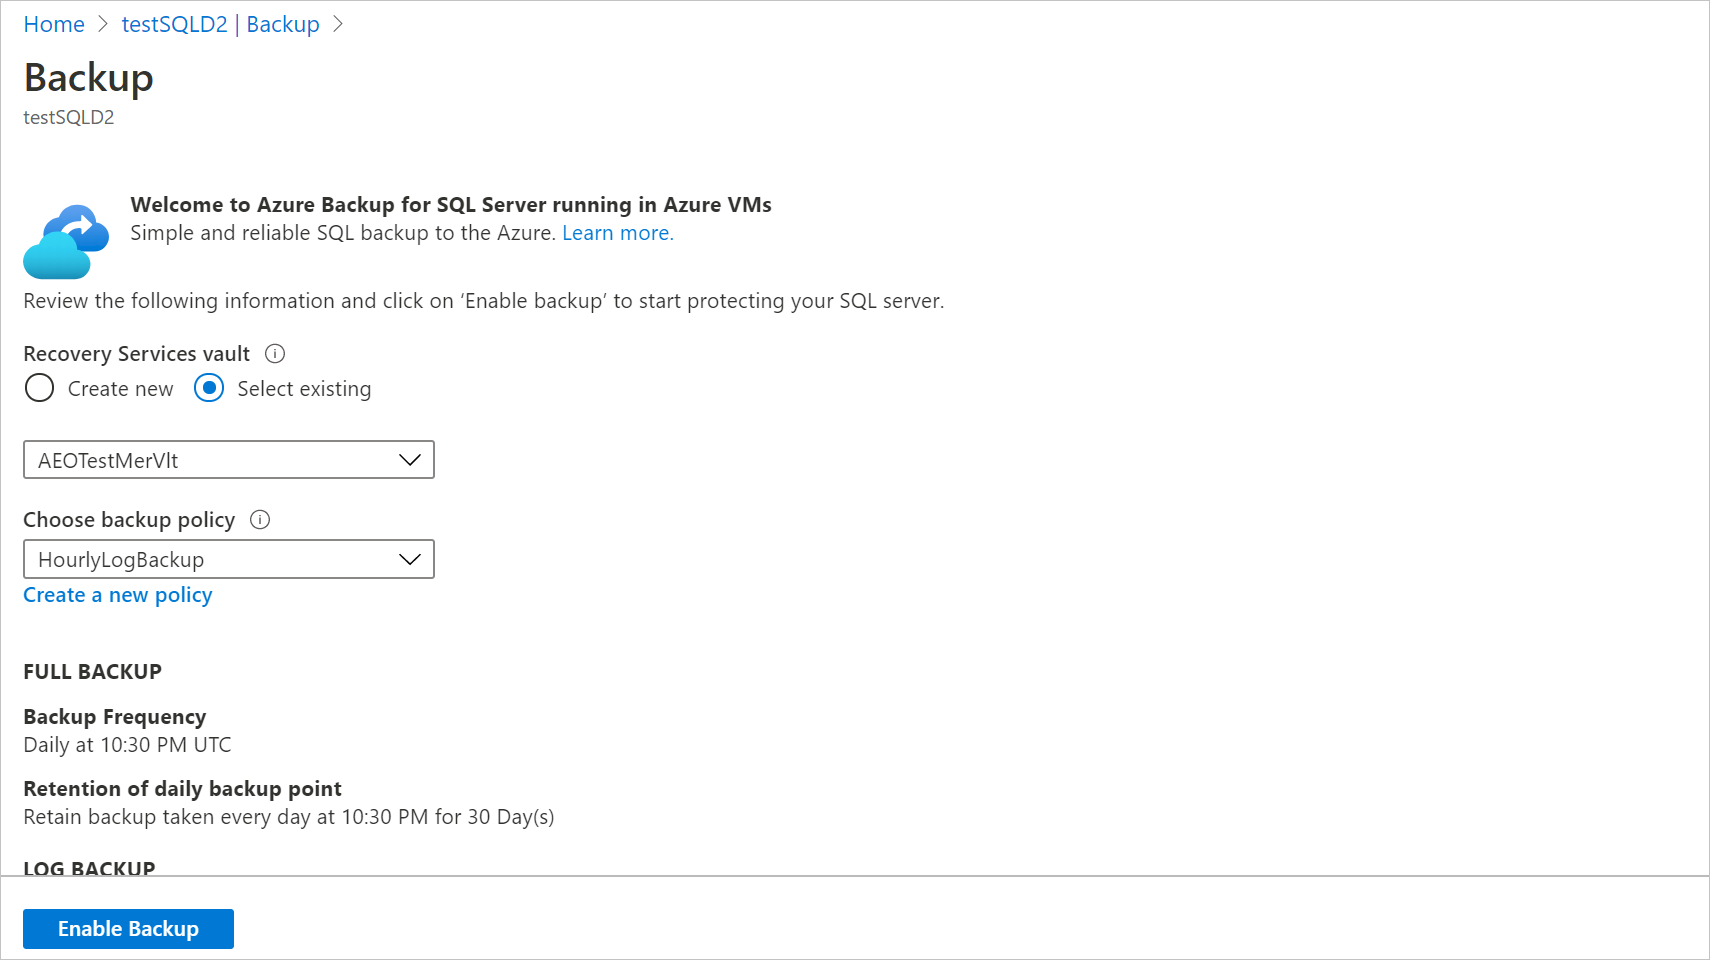 Home > testSQLD2 | Backup >
Backup
testSQLD2
Welcome to Azure Backup for SQL Server running in Azure VMs
Simple and reliable SQL backup to the Azure. Learn more.
Review the following information and click on ‘Enable backup’ to start protecting your SQL server.
Recovery Services vault
Create new Select existing
AEOTestMerVlt
Choose backup policy
HourlyLogBackup
Create a new policy
FULL BACKUP
Backup Frequency
Daily at 10:30 PM UTC
Retention of daily backup point
Retain backup taken every day at 10:30 PM for 30 Day(s)
LOG BACKUP
Enable Backup